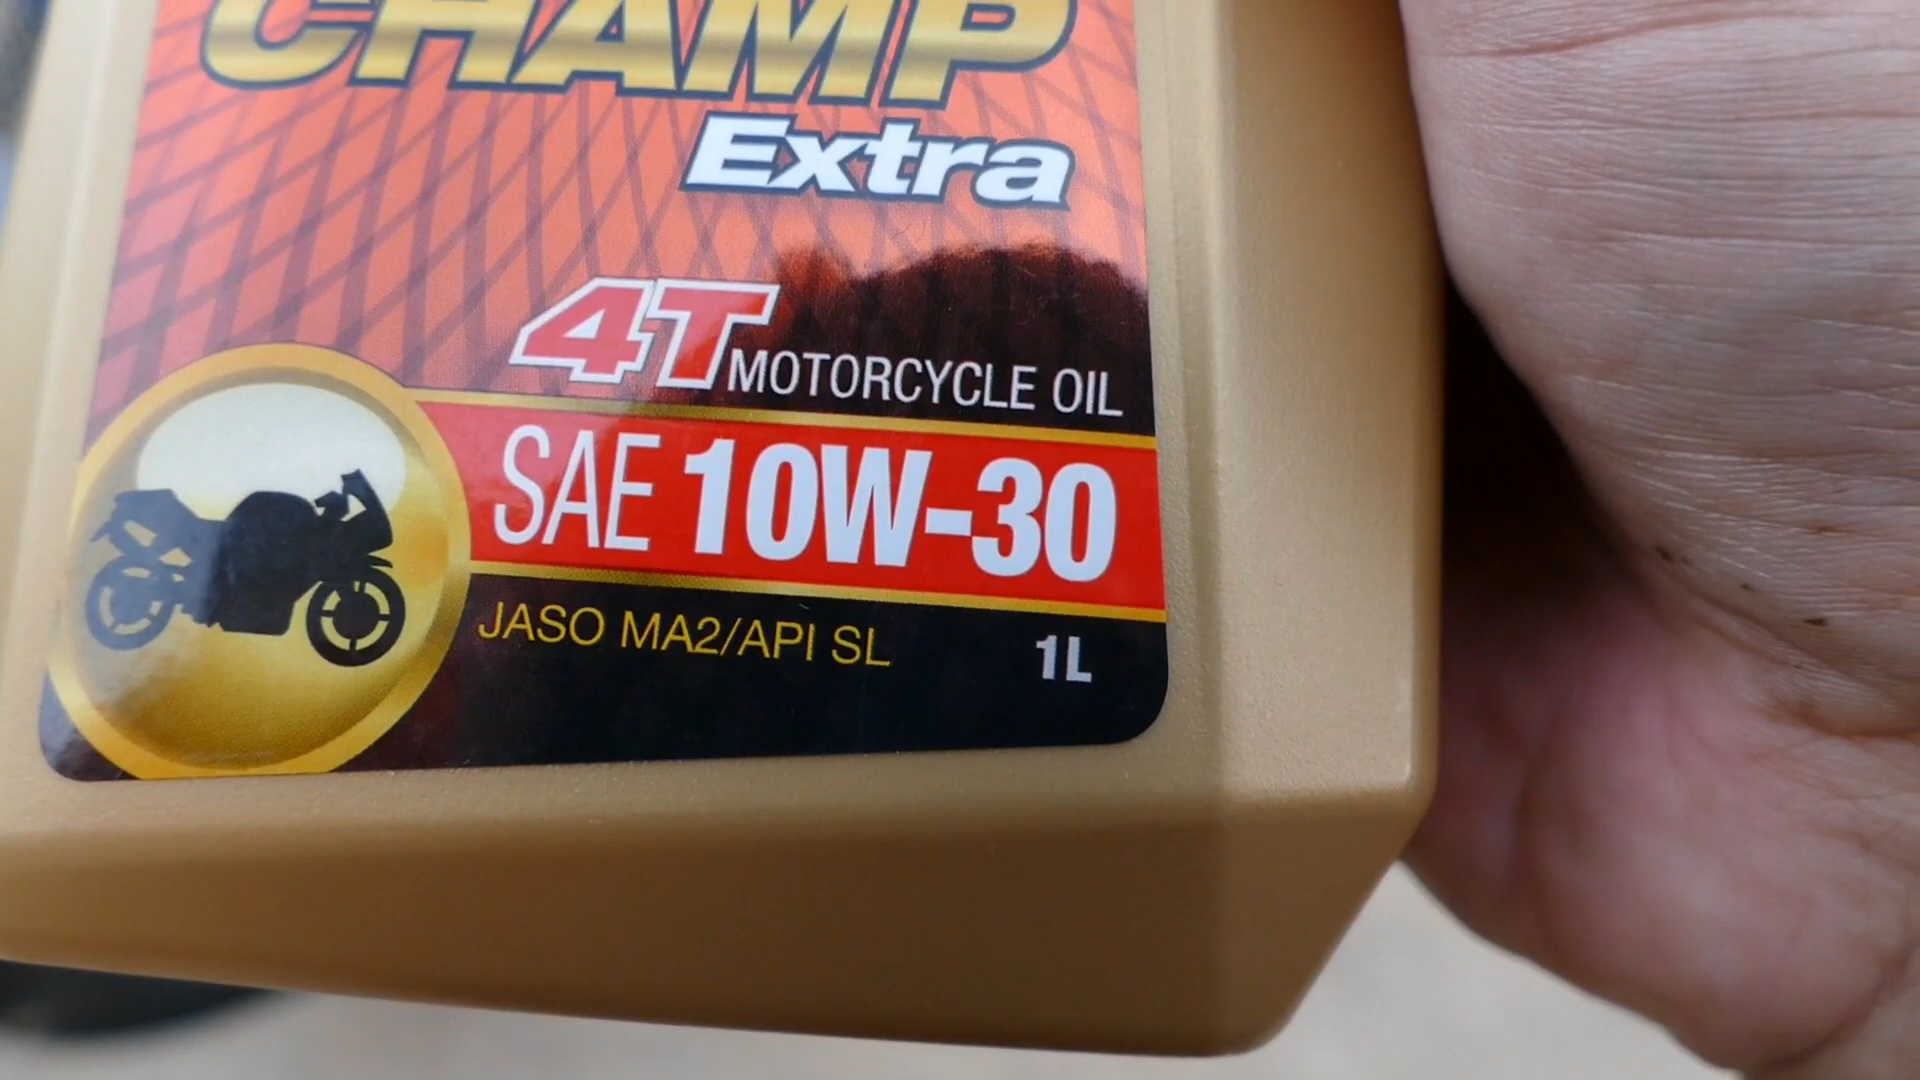 CHAMP
Extra
4T MOTORCYCLE OIL
SAE 10W-30
JASO MA2/API SL 1L